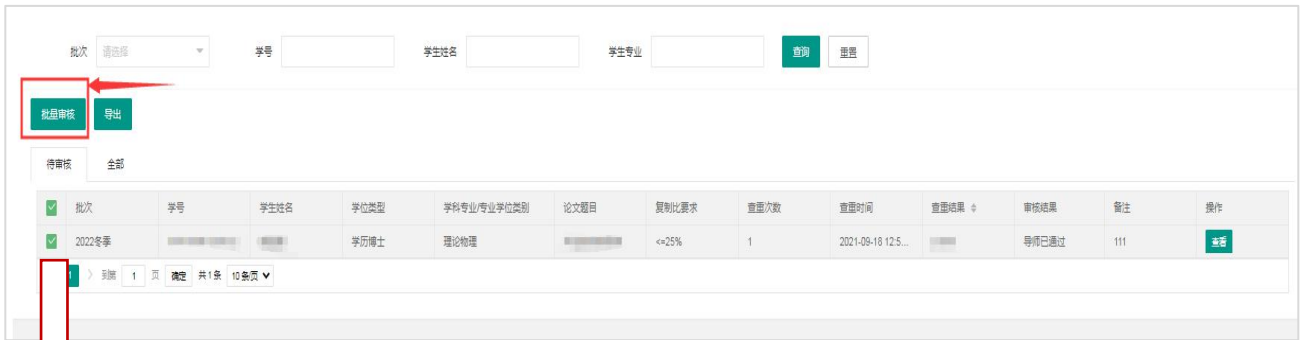 批次 请选择 学号 学生姓名 学生专业 查询 重置
批量审核 导出
待审核 全部
批次 学号 学生姓名 学位类型 学科专业/专业学位类别 论文题目 复制比要求 查重次数 查重时间 查重结果 审核结果 备注 操作
2022冬季 学历博士 理论物理 <=25% 1 2021-09-18 12:5... 导师已通过 111 查看
1 到第 1 页 确定 共1条 10条/页